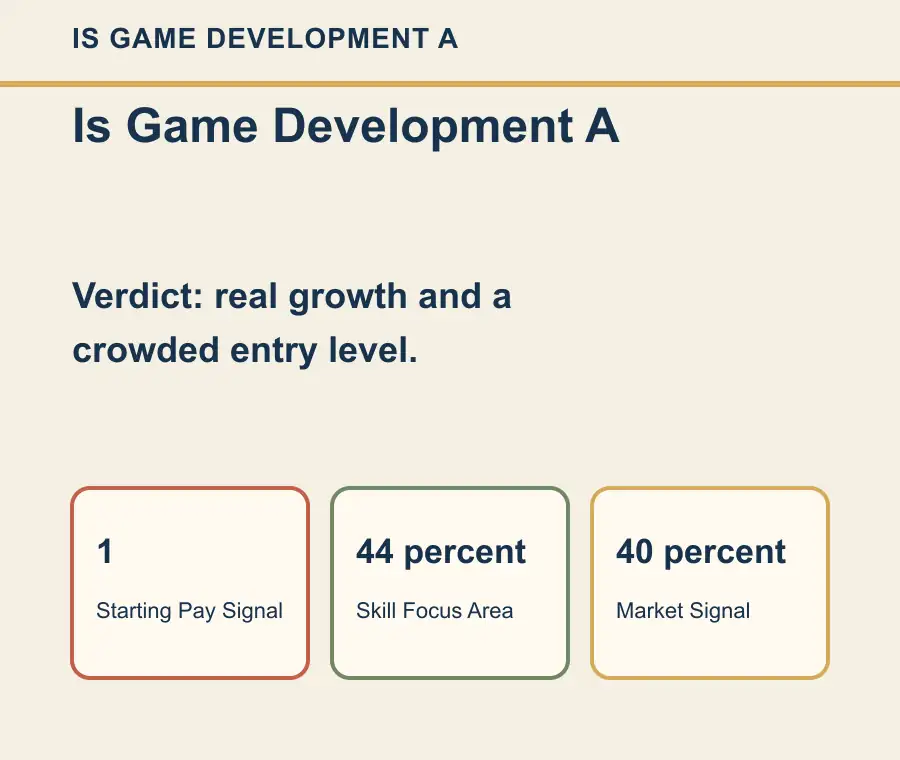 IS GAME DEVELOPMENT A
Is Game Development A
Verdict: real growth and a
crowded entry level.
1
Starting Pay Signal
44 percent
Skill Focus Area
40 percent
Market Signal